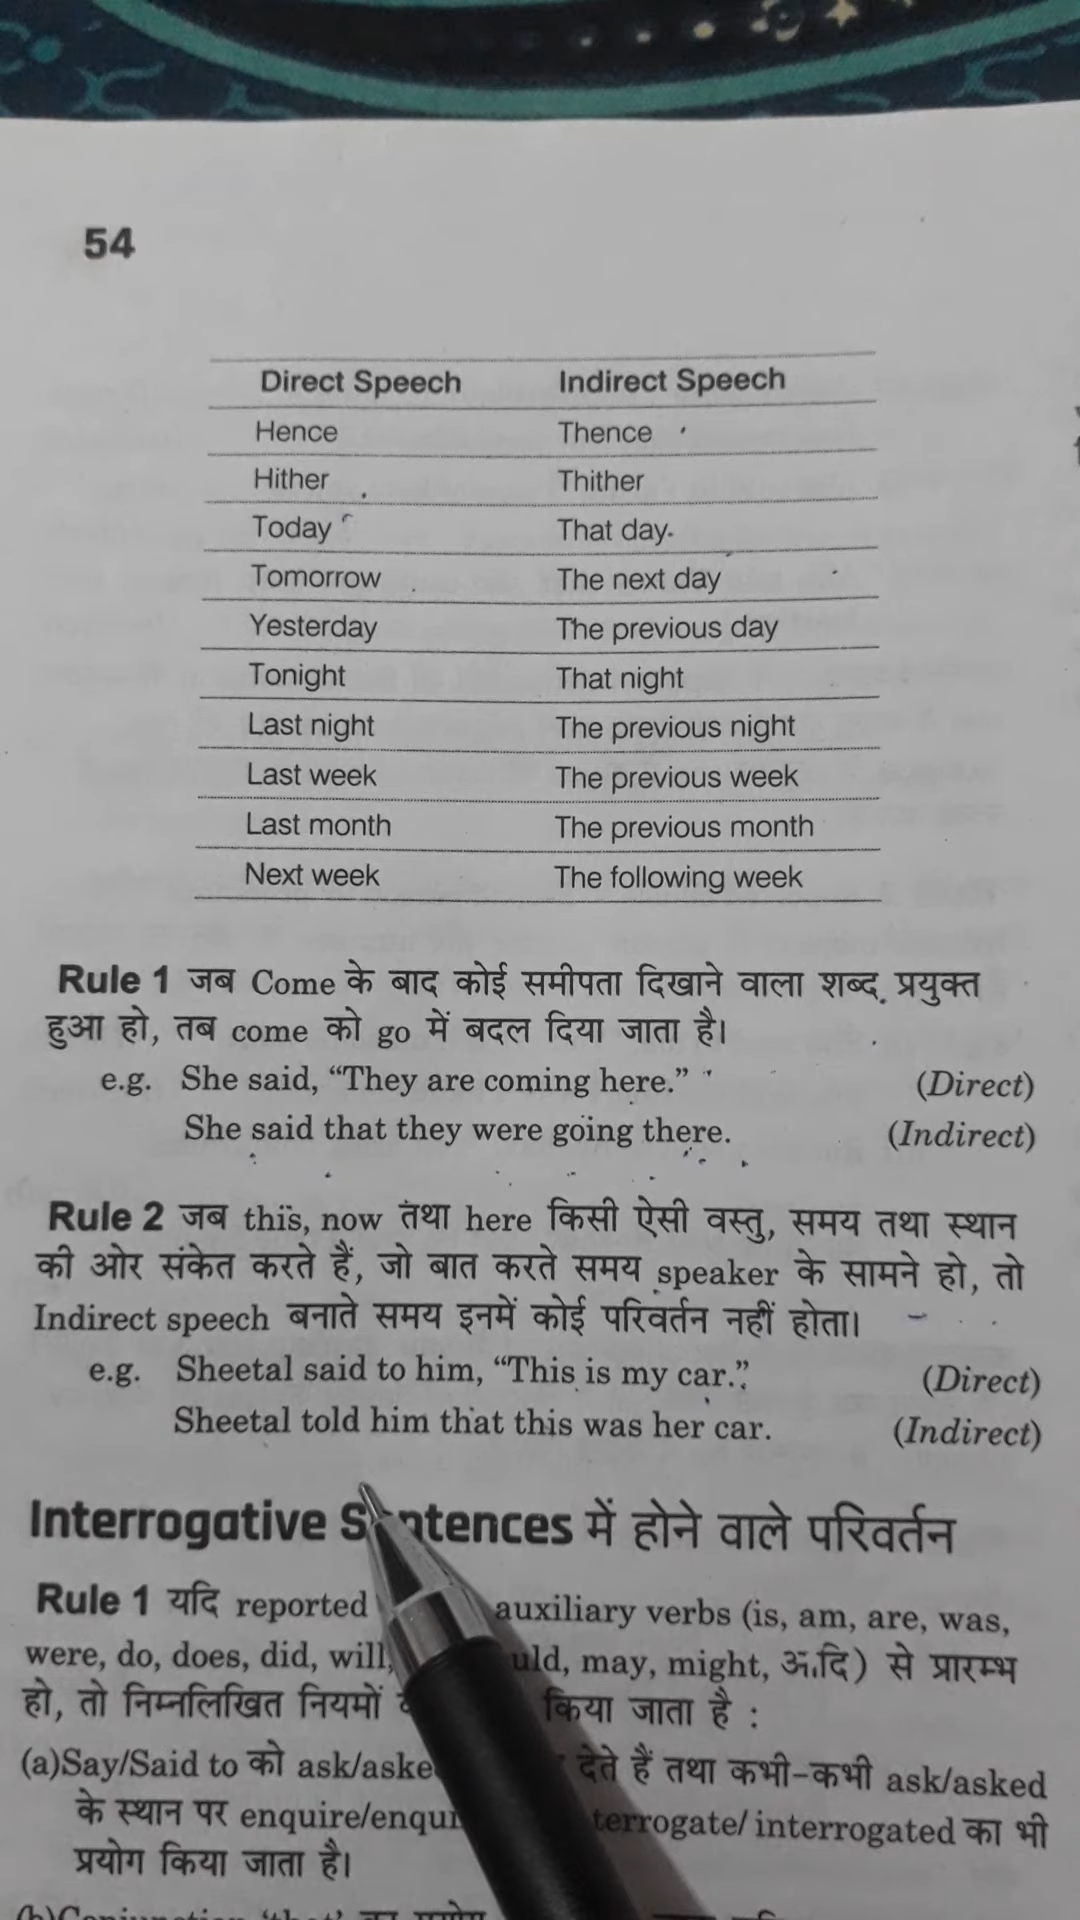 54
Direct Speech Indirect Speech
Hence Thence
Hither Thither
Today That day
Tomorrow The next day
Yesterday The previous day
Tonight That night
Last night The previous night
Last week The previous week
Last month The previous month
Next week The following week
Rule 1 जब Come के बाद कोई समीपता दिखाने वाला शब्द प्रयुक्त
हुआ हो, तब come को go में बदल दिया जाता है।
e.g. She said, “They are coming here.” (Direct)
She said that they were going there. (Indirect)
Rule 2 जब this, now तथा here किसी ऐसी वस्तु, समय तथा स्थान
की ओर संकेत करते हैं, जो बात करते समय speaker के सामने हो, तो
Indirect speech बनाते समय इनमें कोई परिवर्तन नहीं होता।
e.g. Sheetal said to him, “This is my car.” (Direct)
Sheetal told him that this was her car. (Indirect)
Interrogative Sentences में होने वाले परिवर्तन
Rule 1 यदि reported auxiliary verbs (is, am, are, was,
were, do, does, did, will, may, might, आदि) से प्रारम्भ
हो, तो निम्नलिखित नियमों किया जाता है :
(a)Say/Said to को देते हैं तथा कभी-कभी ask/asked
के स्थान पर interrogated का भी
प्रयोग किया जाता है।